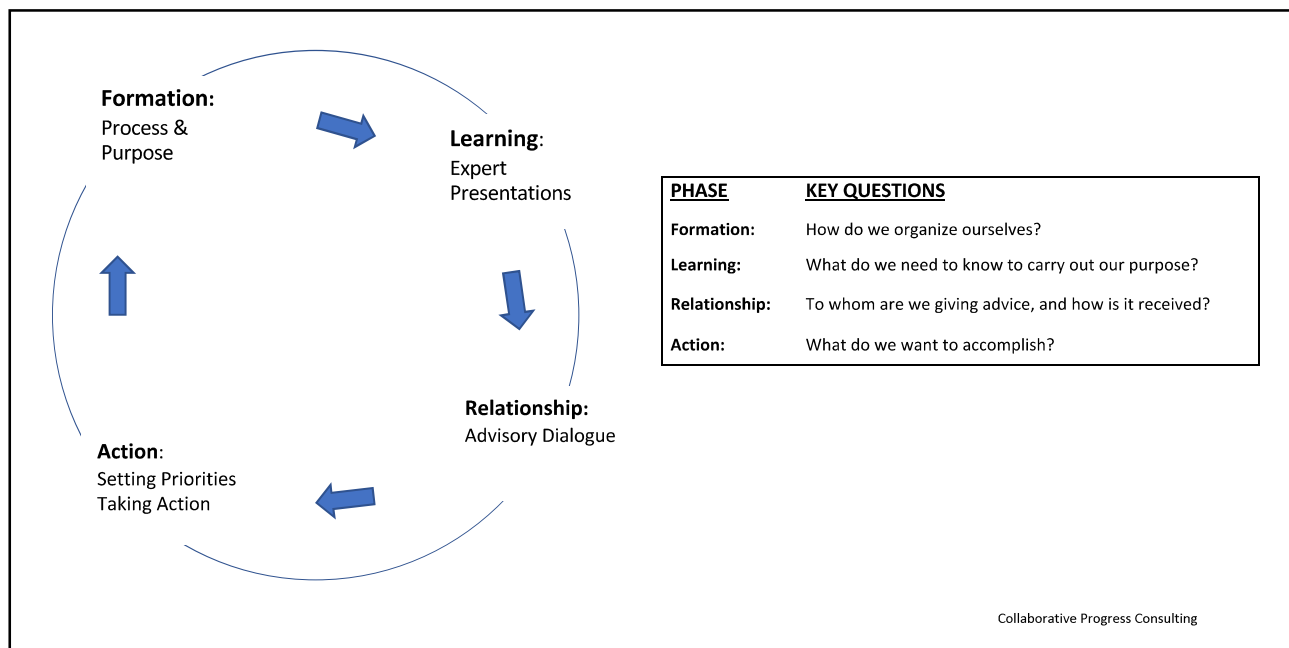 Formation:
Process &
Purpose
Learning:
Expert
Presentations
Relationship:
Advisory Dialogue
Action:
Setting Priorities
Taking Action
PHASE KEY QUESTIONS
Formation: How do we organize ourselves?
Learning: What do we need to know to carry out our purpose?
Relationship: To whom are we giving advice, and how is it received?
Action: What do we want to accomplish?
Collaborative Progress Consulting